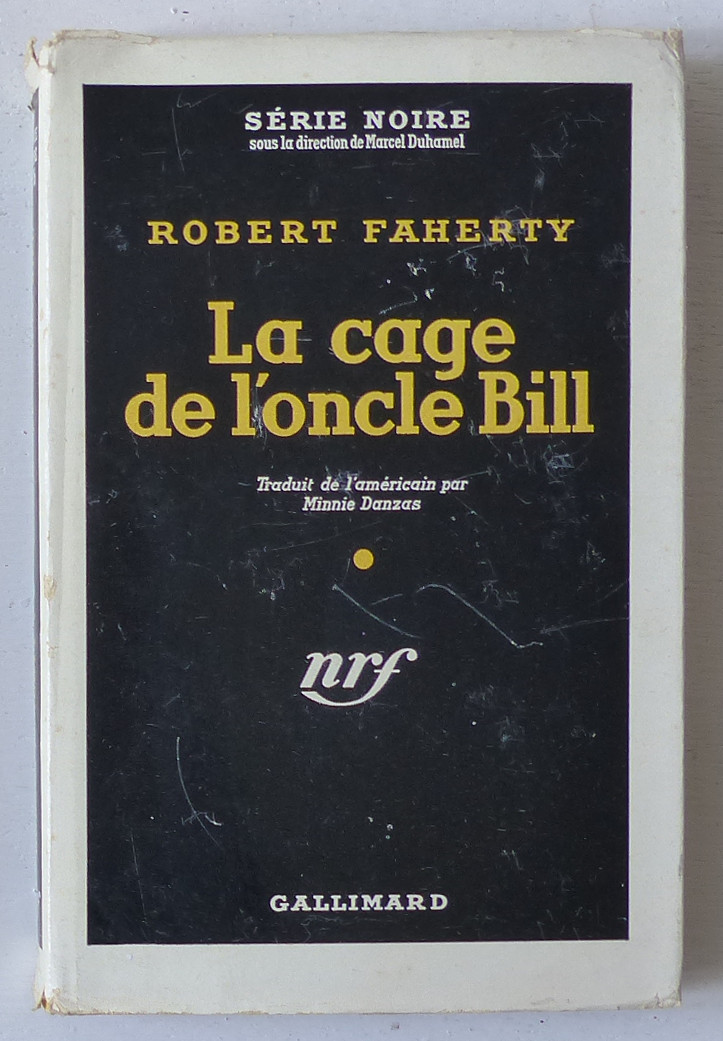 SÉRIE NOIRE
sous la direction de Marcel Duhamel
ROBERT FAHERTY
La cage
de l'oncle Bill
Traduit de l'américain par
Minnie Danzas
nrf
GALLIMARD